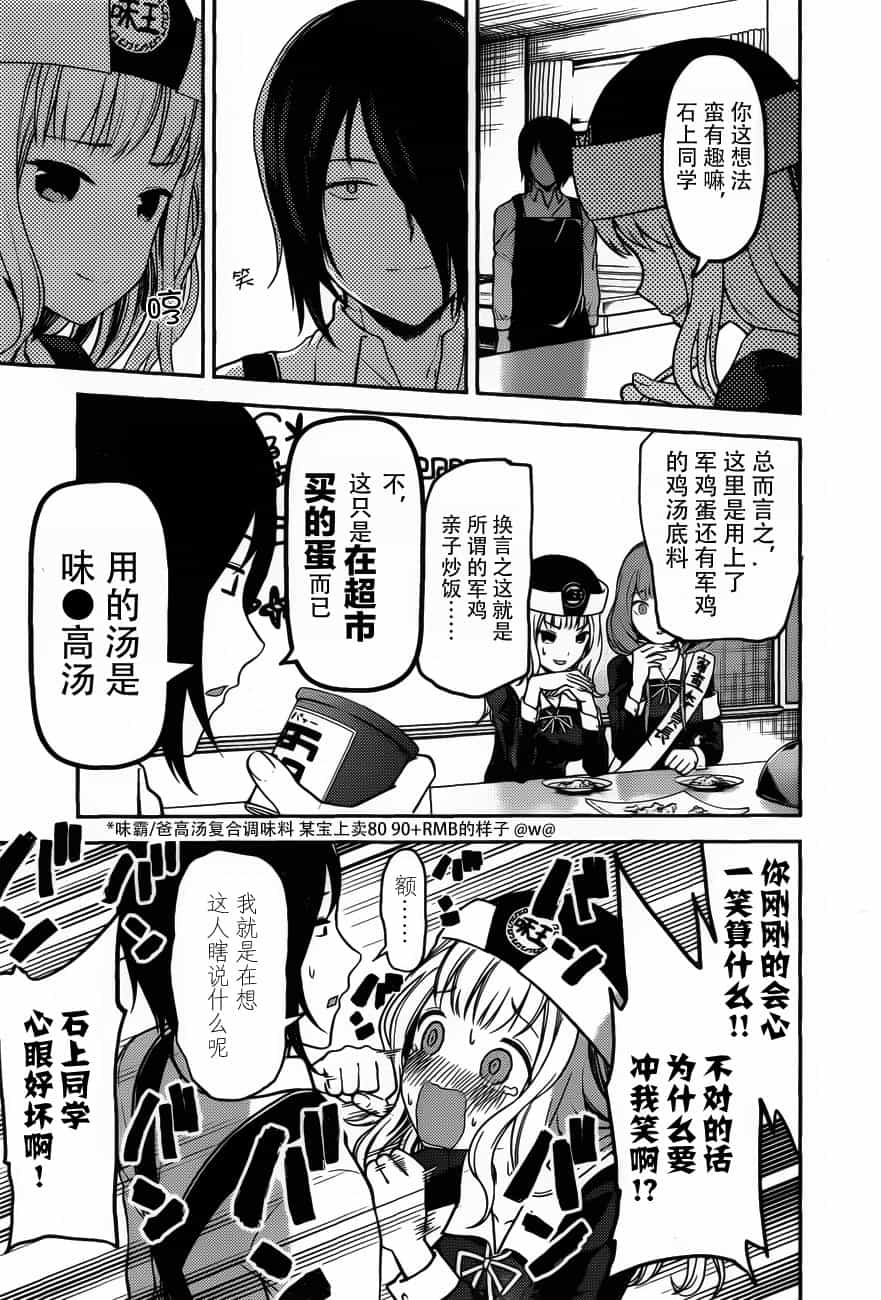 你这想法
蛮有趣嘛，
石上同学
笑
味王
哼
总而言之，
这里是用上了
军鸡蛋还有军鸡
的鸡汤底料
换言之这就是
所谓的军鸡
亲子炒饭……
不，
这只是在超市
买的蛋而已
用的汤是
味●高汤
*味霸/爸高汤复合调味料 某宝上卖80 90+RMB的样子 @w@
你刚刚的会心
一笑算什么!!
不对的话
为什么要
冲我笑啊!?
味王
额……
我就是在想
这人瞎说什么呢
石上同学
心眼好坏啊！